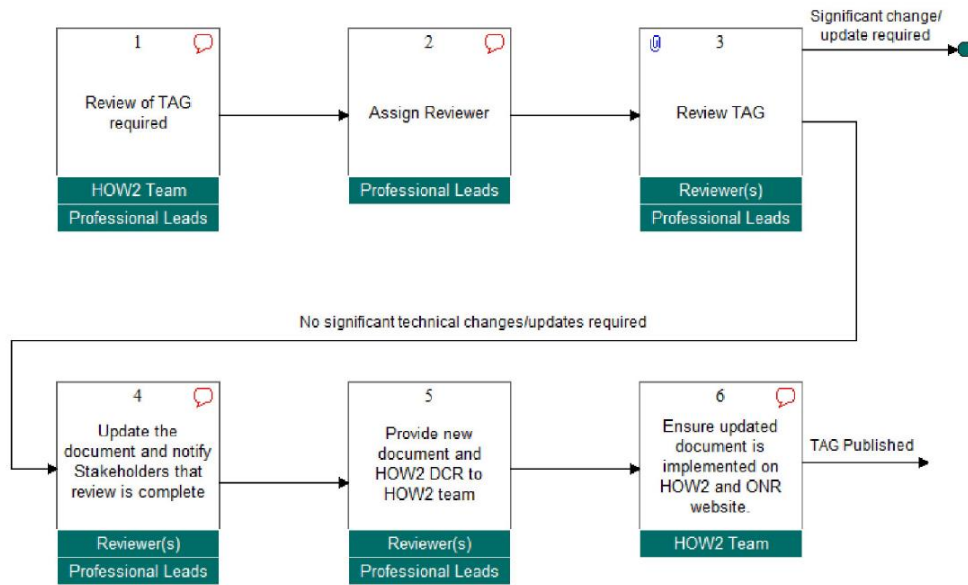 Significant change/
update required
1
Review of TAG
required
HOW2 Team
Professional Leads
2
Assign Reviewer
Professional Leads
3
Review TAG
Reviewer(s)
Professional Leads
No significant technical changes/updates required
4
Update the
document and notify
Stakeholders that
review is complete
Reviewer(s)
Professional Leads
5
Provide new
document and
HOW2 DCR to
HOW2 team
Reviewer(s)
Professional Leads
6
Ensure updated
document is
implemented on
HOW2 and ONR
website.
HOW2 Team
TAG Published